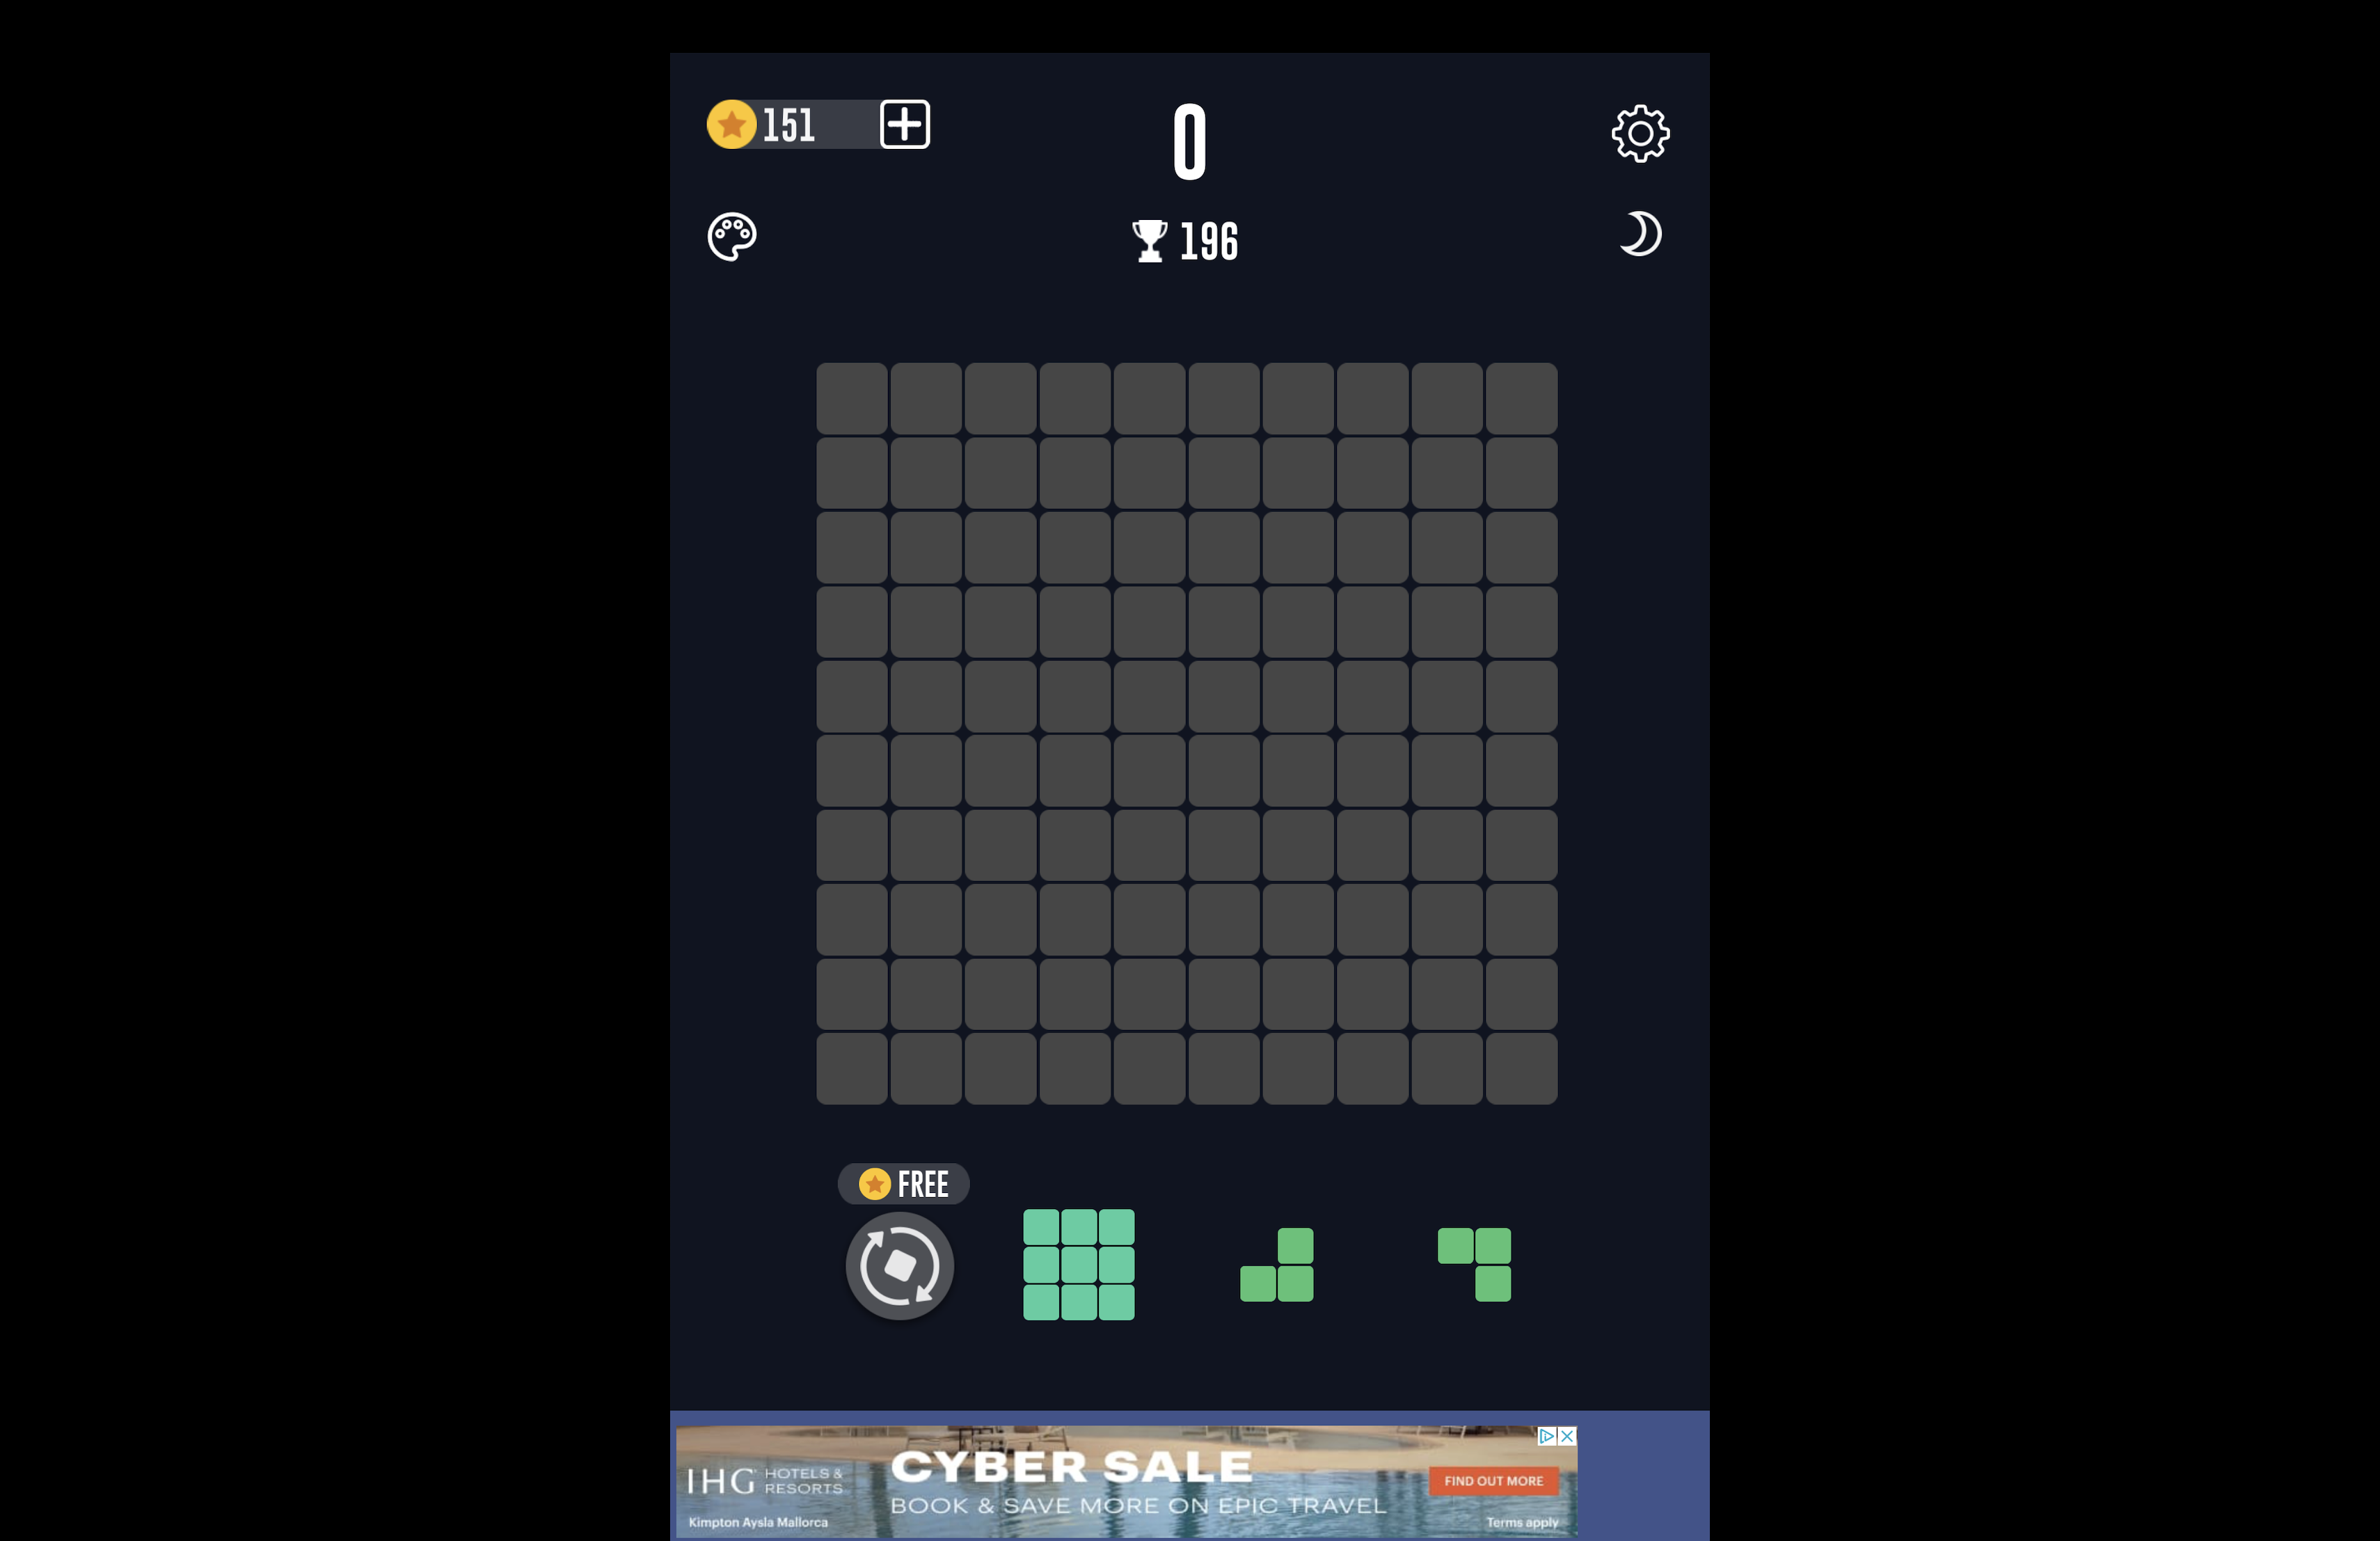 151
0
196
FREE
IHG HOTELS & RESORTS
CYBER SALE
BOOK & SAVE MORE ON EPIC TRAVEL
FIND OUT MORE
Kimpton Aysla Mallorca
Terms apply